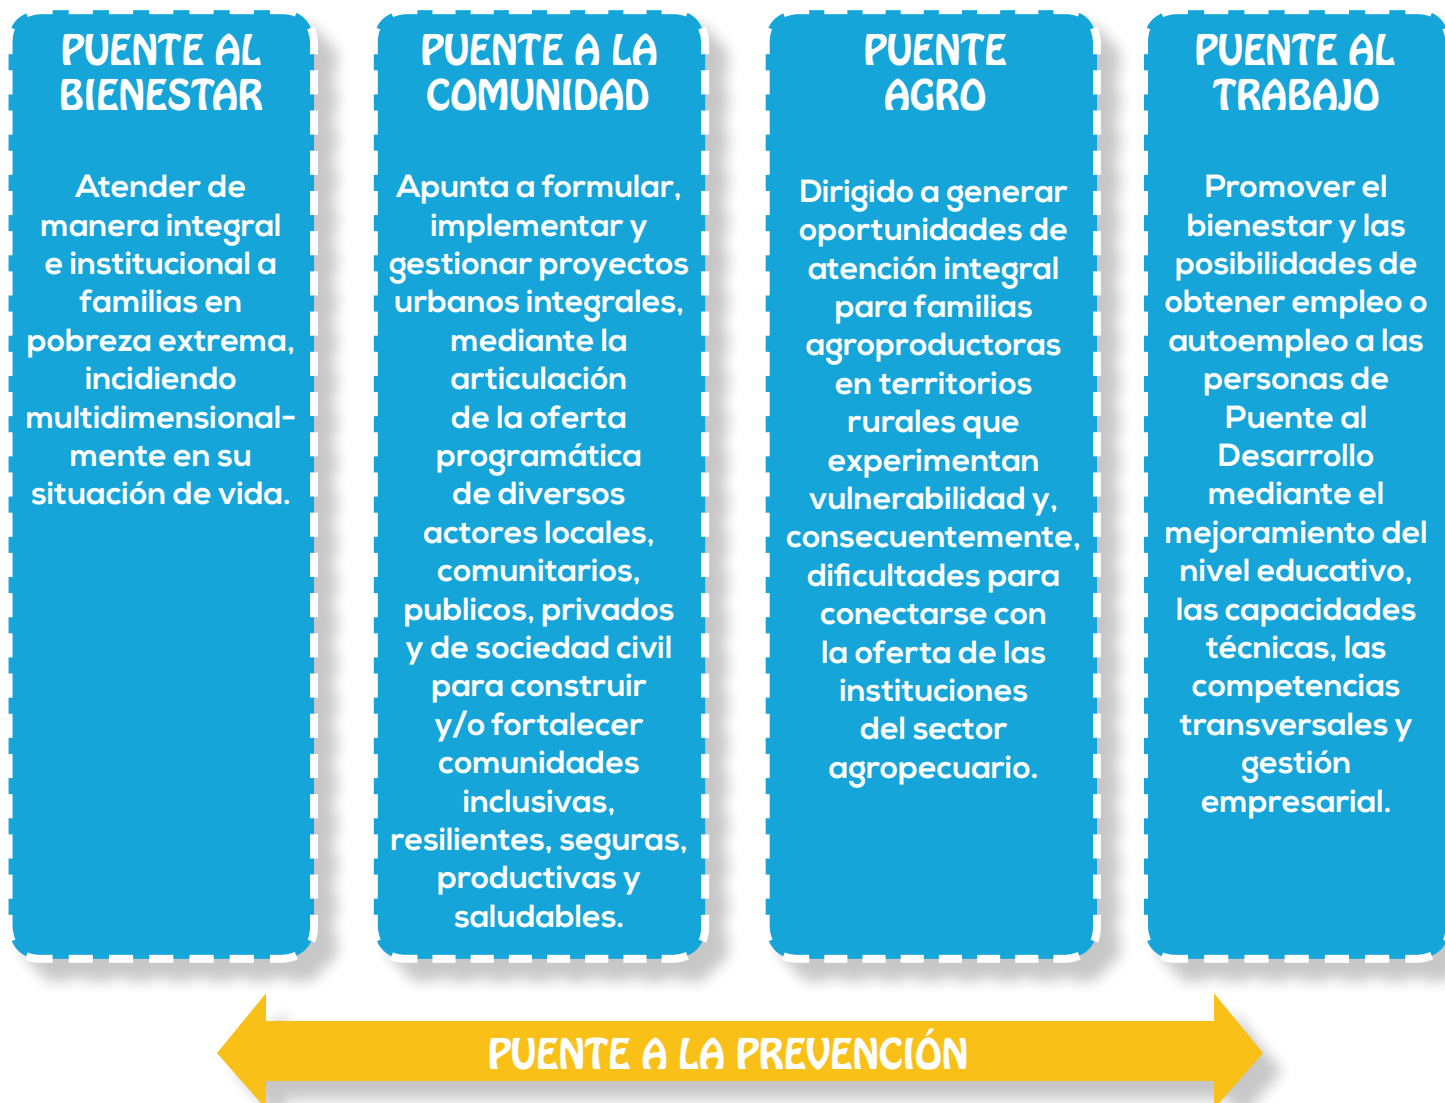 PUENTE AL
BIENESTAR
Atender de
manera integral
e institucional a
familias en
pobreza extrema,
incidiendo
multidimensional-
mente en su
situación de vida.
PUENTE A LA
COMUNIDAD
Apunta a formular,
implementar y
gestionar proyectos
urbanos integrales,
mediante la
articulación
de la oferta
programática
de diversos
actores locales,
comunitarios,
publicos, privados
y de sociedad civil
para construir
y/o fortalecer
comunidades
inclusivas,
resilientes, seguras,
productivas y
saludables.
PUENTE
AGRO
Dirigido a generar
oportunidades de
atención integral
para familias
agroproductoras
en territorios
rurales que
experimentan
vulnerabilidad y,
consecuentemente,
dificultades para
conectarse con
la oferta de las
instituciones
del sector
agropecuario.
PUENTE AL
TRABAJO
Promover el
bienestar y las
posibilidades de
obtener empleo o
autoempleo a las
personas de
Puente al
Desarrollo
mediante el
mejoramiento del
nivel educativo,
las capacidades
técnicas, las
competencias
transversales y
gestión
empresarial.
PUENTE A LA PREVENCIÓN